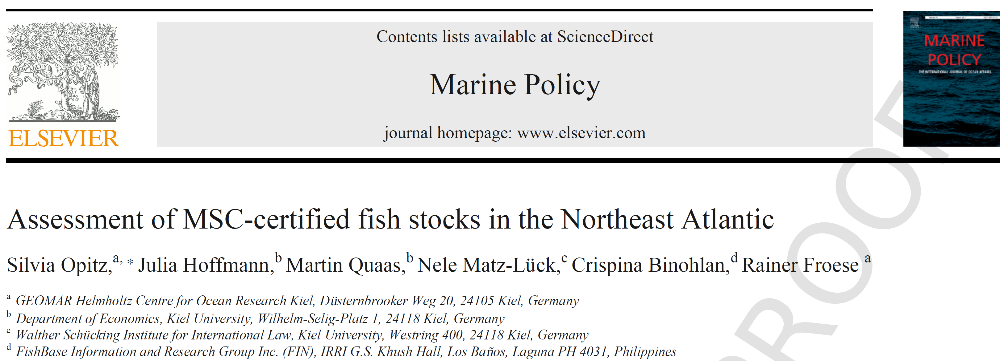 NON SOLUS
ELSEVIER
Contents lists available at ScienceDirect
Marine Policy
journal homepage: www.elsevier.com
MARINE
POLICY
THE INTERNATIONAL JOURNAL OF OCEAN AFFAIRS
Assessment of MSC-certified fish stocks in the Northeast Atlantic
Silvia Opitz,a, * Julia Hoffmann,b Martin Quaas,b Nele Matz-Lück,c Crispina Binohlan,d Rainer Froese a
a GEOMAR Helmholtz Centre for Ocean Research Kiel, Düsternbrooker Weg 20, 24105 Kiel, Germany
b Department of Economics, Kiel University, Wilhelm-Selig-Platz 1, 24118 Kiel, Germany
c Walther Schücking Institute for International Law, Kiel University, Westring 400, 24118 Kiel, Germany
d FishBase Information and Research Group Inc. (FIN), IRRI G.S. Khush Hall, Los Baños, Laguna PH 4031, Philippines
PROOF